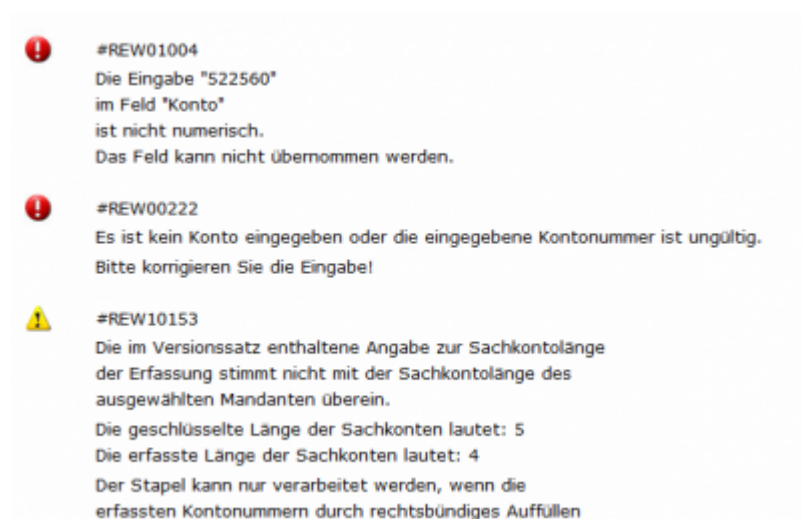 #REW01004
Die Eingabe "522560"
im Feld "Konto"
ist nicht numerisch.
Das Feld kann nicht übernommen werden.
#REW00222
Es ist kein Konto eingegeben oder die eingegebene Kontonummer ist ungültig.
Bitte korrigieren Sie die Eingabe!
#REW10153
Die im Versionssatz enthaltene Angabe zur Sachkontolänge
der Erfassung stimmt nicht mit der Sachkontolänge des
ausgewählten Mandanten überein.
Die geschlüsselte Länge der Sachkonten lautet: 5
Die erfasste Länge der Sachkonten lautet: 4
Der Stapel kann nur verarbeitet werden, wenn die
erfassten Kontonummern durch rechtsbündiges Auffüllen